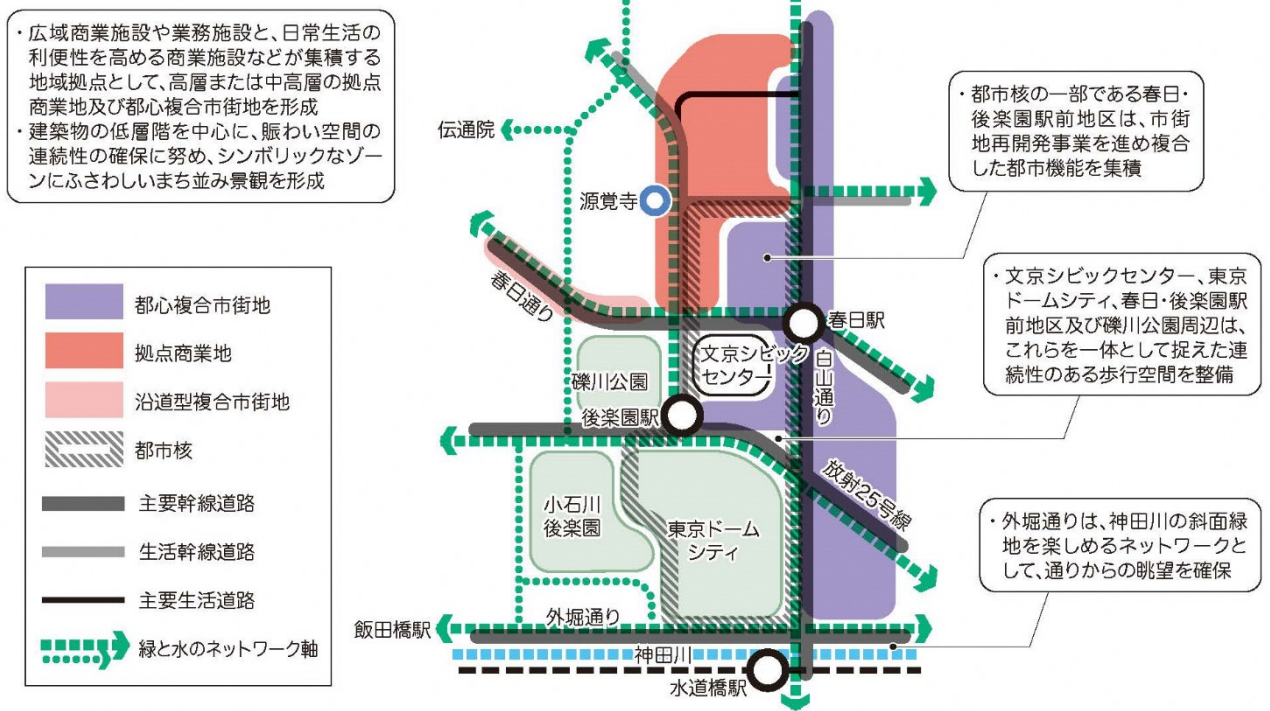 ・広域商業施設や業務施設と、日常生活の
利便性を高める商業施設などが集積する
地域拠点として、高層または中高層の拠点
商業地及び都心複合市街地を形成
・建築物の低層階を中心に、賑わい空間の
連続性の確保に努め、シンボリックなゾー
ンにふさわしいまち並み景観を形成
伝通院
源覚寺
・都市核の一部である春日・
後楽園駅前地区は、市街
地再開発事業を進め複合
した都市機能を集積
都心複合市街地
拠点商業地
沿道型複合市街地
都市核
主要幹線道路
生活幹線道路
主要生活道路
緑と水のネットワーク軸
春日通り
春日駅
文京シビック
センター
白山通り
礫川公園
後楽園駅
・文京シビックセンター、東京
ドームシティ、春日・後楽園駅
前地区及び礫川公園周辺は、
これらを一体として捉えた連
続性のある歩行空間を整備
放射25号線
小石川
後楽園
東京ドーム
シティ
・外堀通りは、神田川の斜面緑
地を楽しめるネットワークと
して、通りからの眺望を確保
外堀通り
飯田橋駅
神田川
水道橋駅